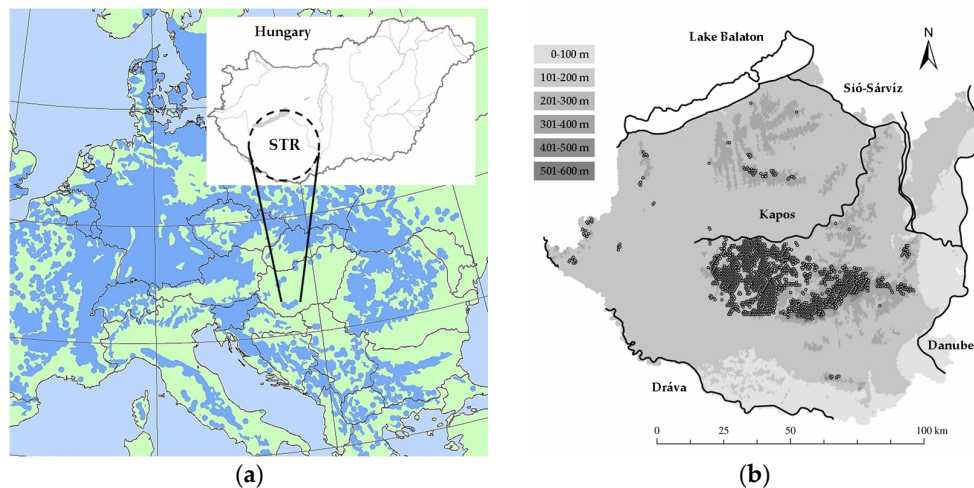 Hungary
STR
(a)
N
Lake Balaton
0-100 m
101-200 m
201-300 m
301-400 m
401-500 m
501-600 m
Sió-Sárvíz
Kapos
Danube
Dráva
0 50 100 km
(b)